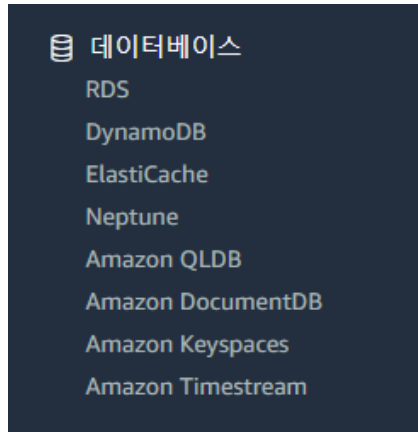 데이터베이스
RDS
DynamoDB
ElastiCache
Neptune
Amazon QLDB
Amazon DocumentDB
Amazon Keyspaces
Amazon Timestream